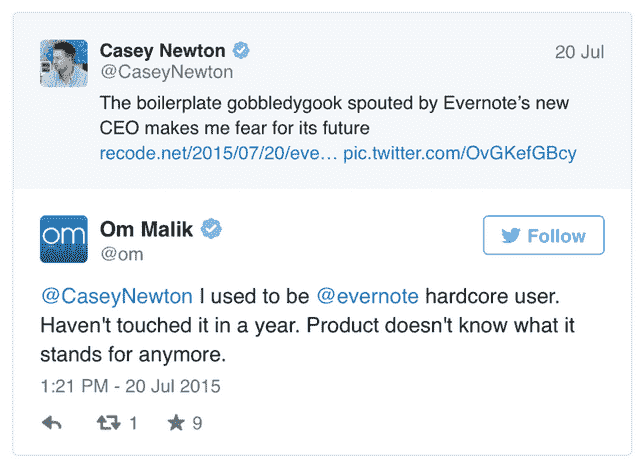 Casey Newton
20 Jul
@CaseyNewton
The boilerplate gobbledygook spouted by Evernote’s new
CEO makes me fear for its future
recode.net/2015/07/20/eve… pic.twitter.com/OvGKefGBcy
om
Om Malik
@om
Follow
@CaseyNewton I used to be @evernote hardcore user.
Haven't touched it in a year. Product doesn't know what it
stands for anymore.
1:21 PM - 20 Jul 2015
1
9